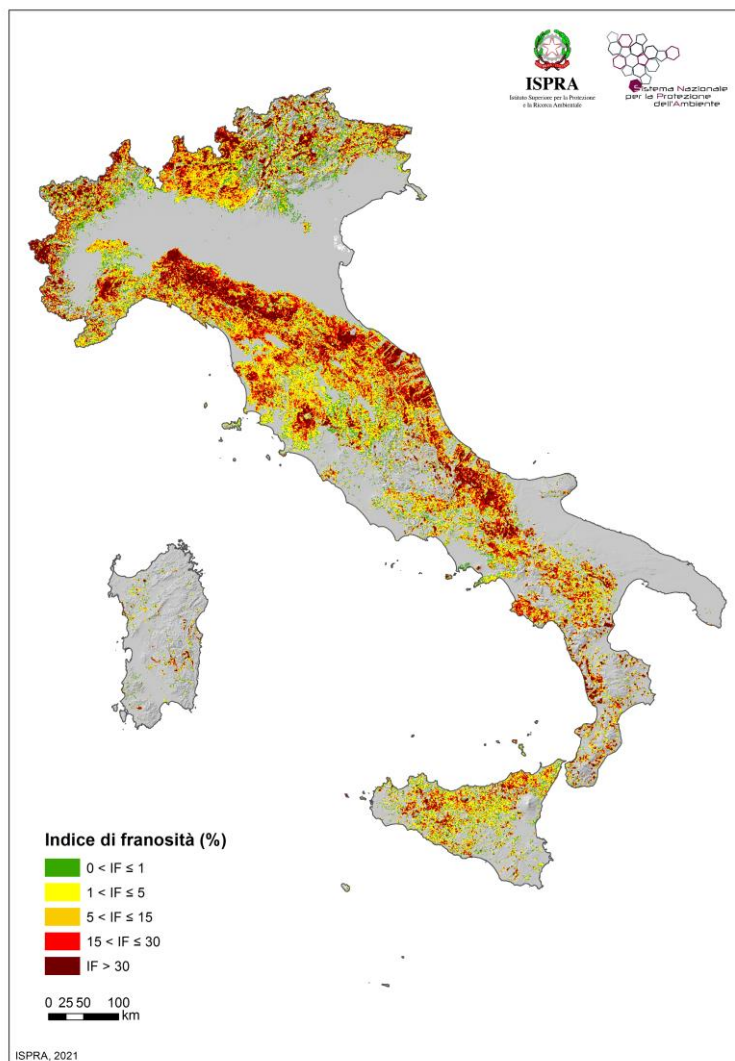 ISPRA
Istituto Superiore per la Protezione
e la Ricerca Ambientale
Sistema Nazionale
per la Protezione
dell'Ambiente
Indice di franosità (%)
0 < IF ≤ 1
1 < IF ≤ 5
5 < IF ≤ 15
15 < IF ≤ 30
IF > 30
0 25 50 100
km
ISPRA, 2021